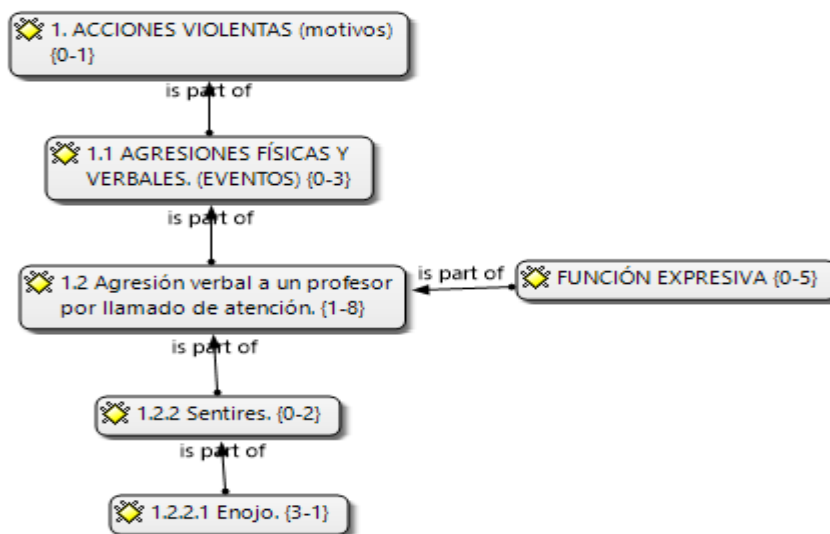 1. ACCIONES VIOLENTAS (motivos)
{0-1}
is part of
1.1 AGRESIONES FÍSICAS Y
VERBALES. (EVENTOS) {0-3}
is part of
1.2 Agresión verbal a un profesor
por llamado de atención. {1-8}
is part of
FUNCIÓN EXPRESIVA {0-5}
is part of
1.2.2 Sentires. {0-2}
is part of
1.2.2.1 Enojo. {3-1}